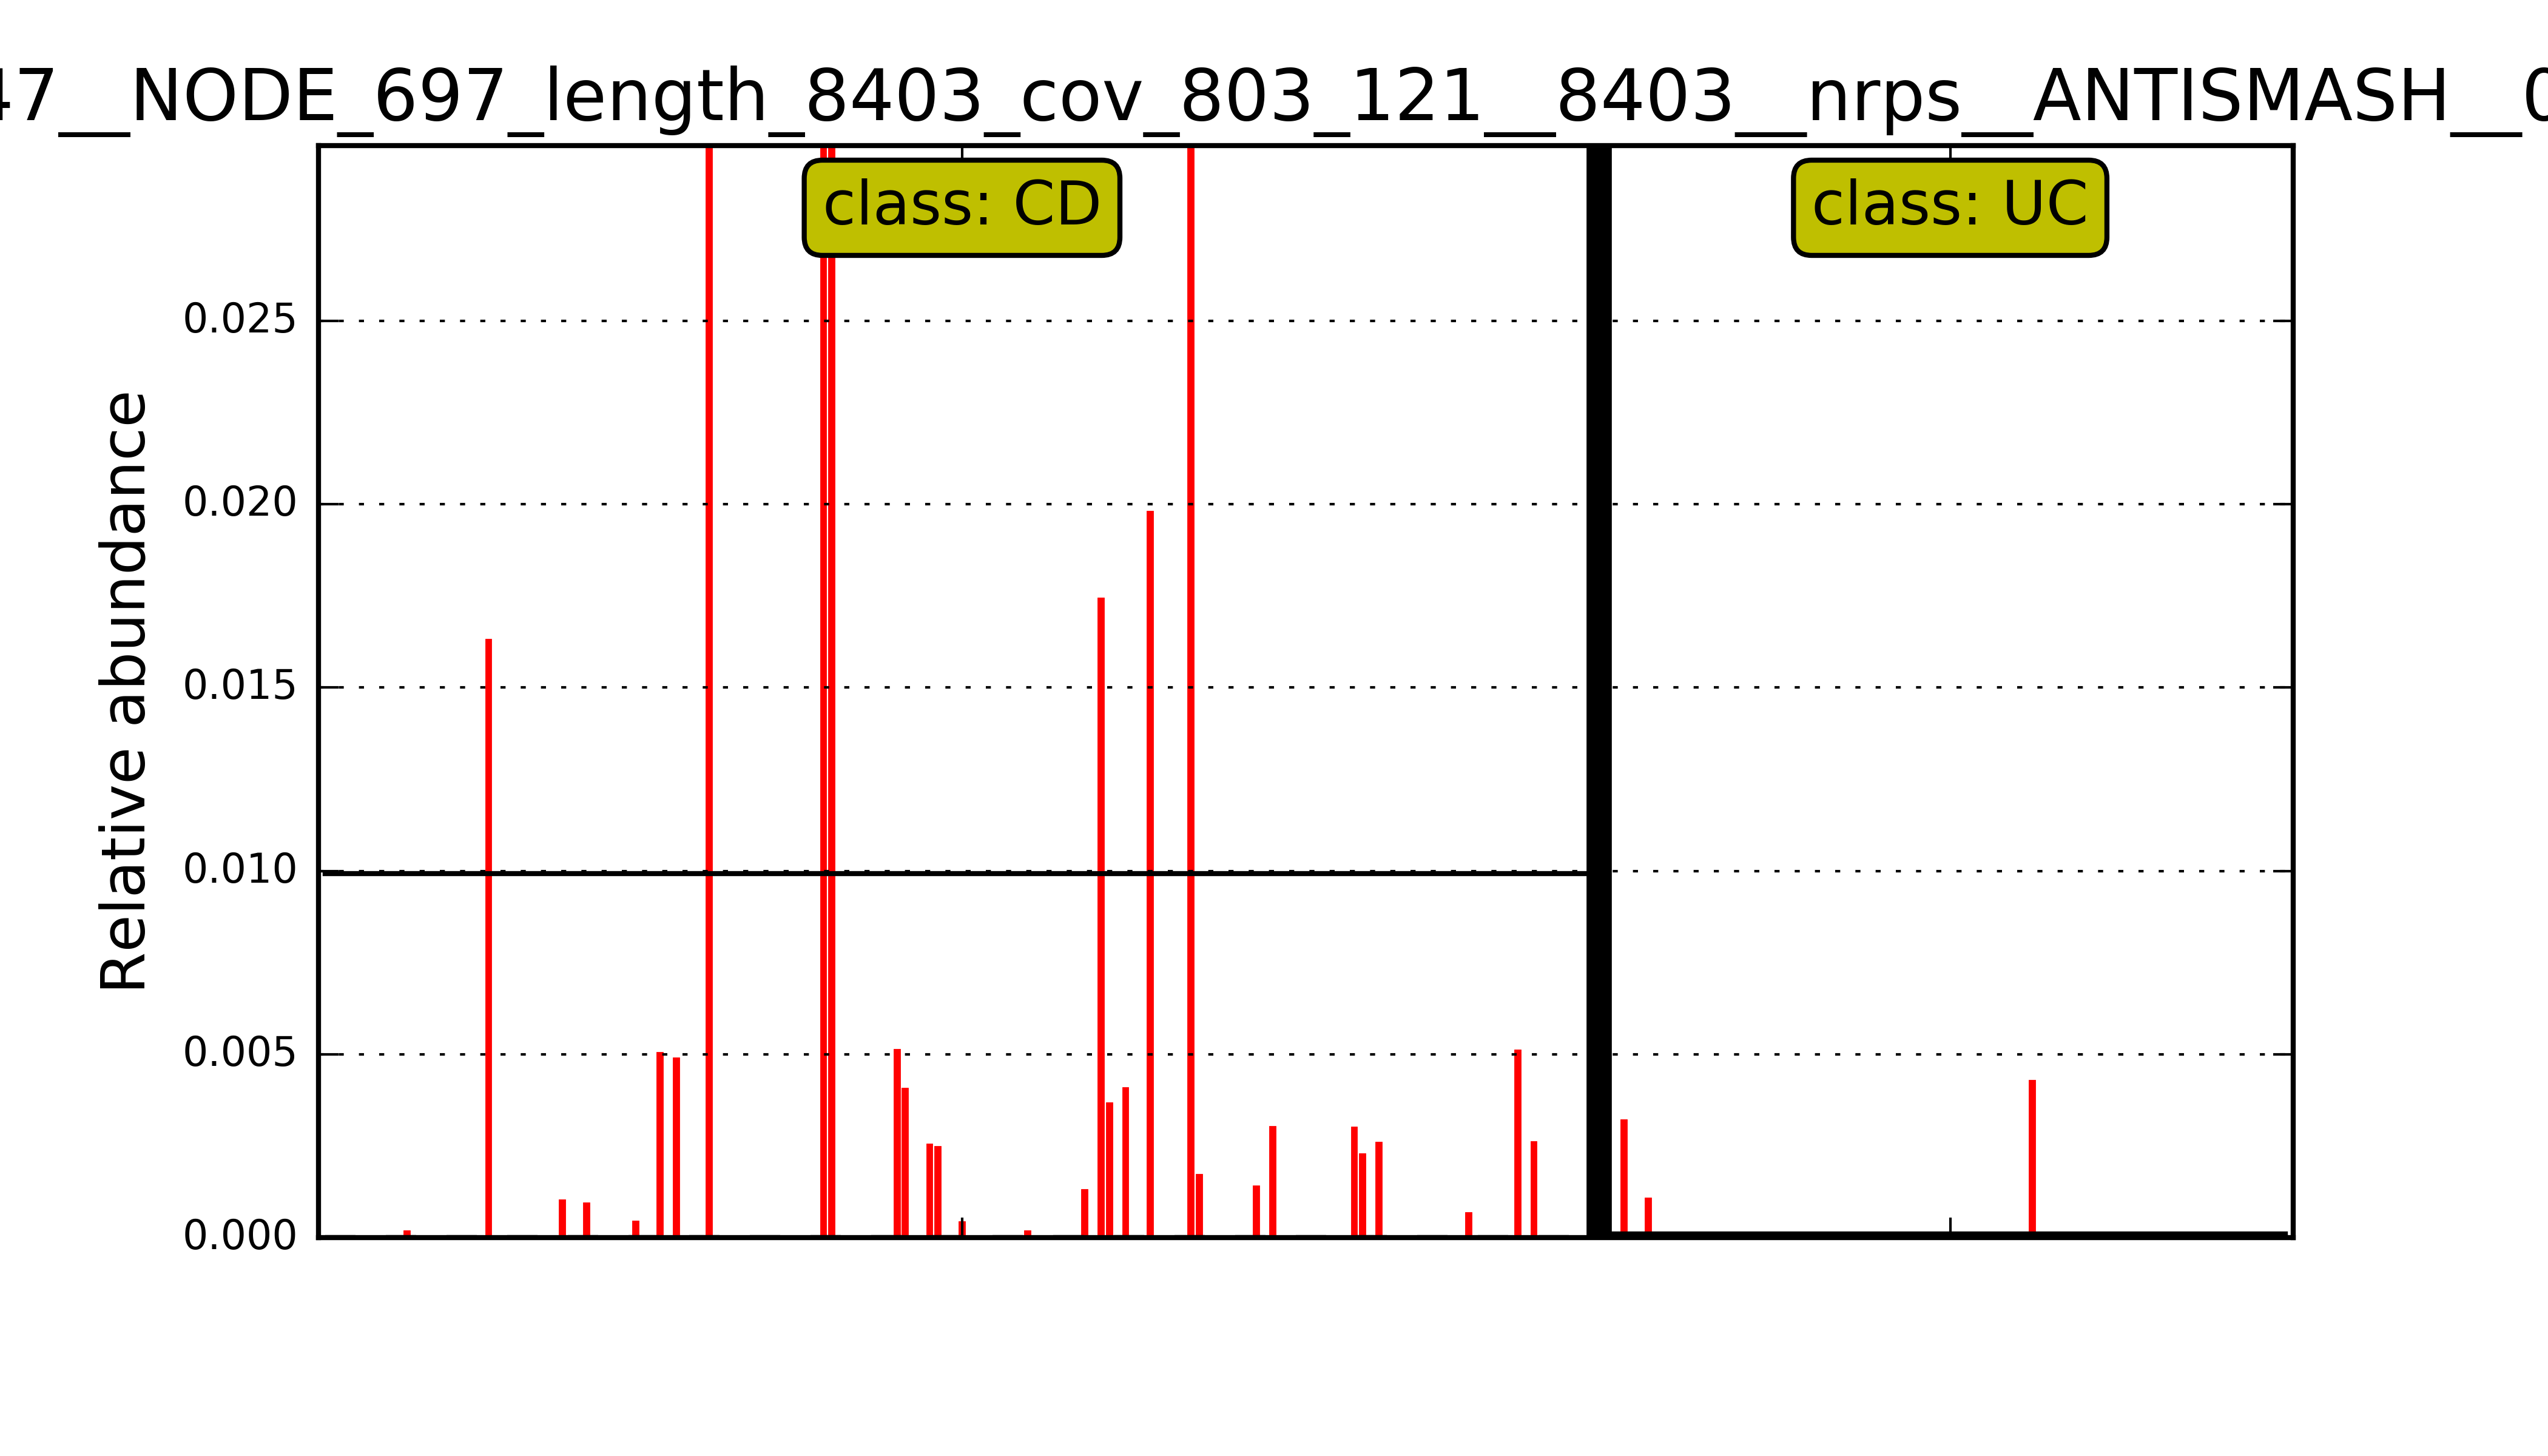 47__NODE_697_length_8403_cov_803_121__8403__nrps__ANTISMASH__0
class: CD
class: UC
0.025
0.020
0.015
0.010
0.005
0.000
Relative abundance